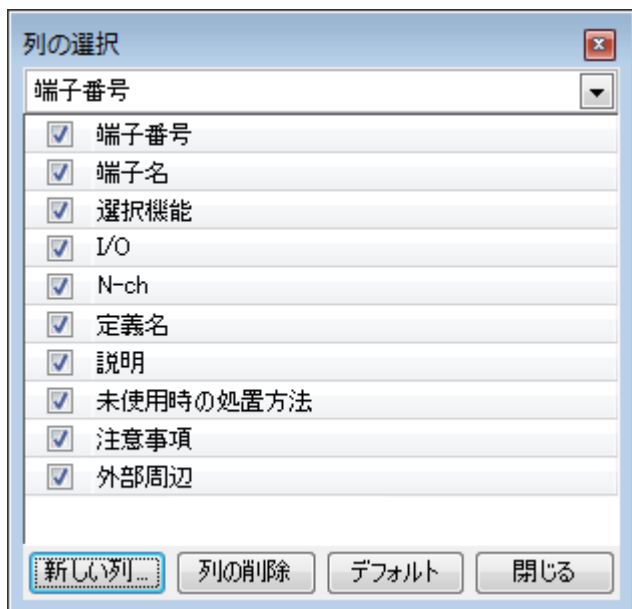 列の選択
端子番号
端子番号
端子名
選択機能
I/O
N-ch
定義名
説明
未使用時の処置方法
注意事項
外部周辺
新しい列... 列の削除 デフォルト 閉じる